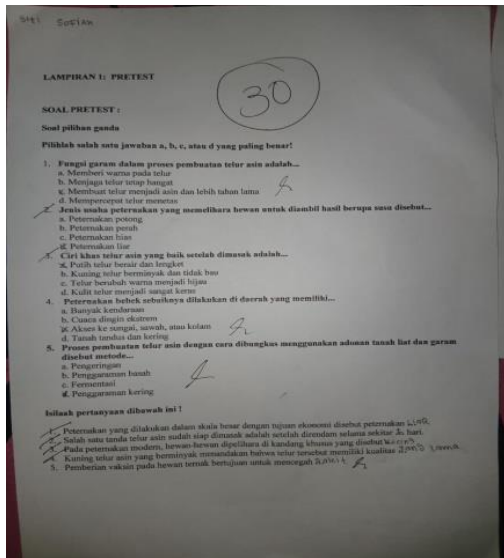 Sofian
30
LAMPIRAN 1: PRETEST
SOAL PRETEST :
Soal pilihan ganda
Pilihlah salah satu jawaban a, b, c, atau d yang paling benar!
1. Fungsi garam dalam proses pembuatan telur asin adalah...
a. Memberi warna pada telur
b. Menjaga telur tetap hangat
c. Membuat telur menjadi asin dan lebih tahan lama
d. Mempercepat telur menetas
2. Jenis usaha peternakan yang memelihara hewan untuk diambil hasil berupa susu disebut...
a. Peternakan potong
b. Peternakan perah
c. Peternakan hias
d. Peternakan liar
3. Ciri khas telur asin yang baik setelah dimasak adalah...
a. Putih telur berair dan lengket
b. Kuning telur berminyak dan tidak bau
c. Telur berubah warna menjadi hijau
d. Kulit telur menjadi sangat keras
4. Peternakan bebek sebaiknya dilakukan di daerah yang memiliki...
a. Banyak kendaraan
b. Cuaca dingin ekstrem
c. Akses ke sungai, sawah, atau kolam
d. Tanah tandus dan kering
5. Proses pembuatan telur asin dengan cara dibungkus menggunakan adonan tanah liat dan garam
disebut metode...
a. Pengeringan
b. Penggaraman basah
c. Fermentasi
d. Penggaraman kering
Isilah pertanyaan dibawah ini !
1. Peternakan yang dilakukan dalam skala besar dengan tujuan ekonomi disebut peternakan
2. Salah satu tanda telur asin sudah siap dimasak adalah setelah direndam selama sekitar hari.
3. Pada peternakan modern, hewan-hewan dipelihara di kandang khusus yang disebut
4. Kuning telur asin yang berminyak menandakan bahwa telur tersebut memiliki kualitas lama
5. Pemberian vaksin pada hewan ternak bertujuan untuk mencegah Sakit